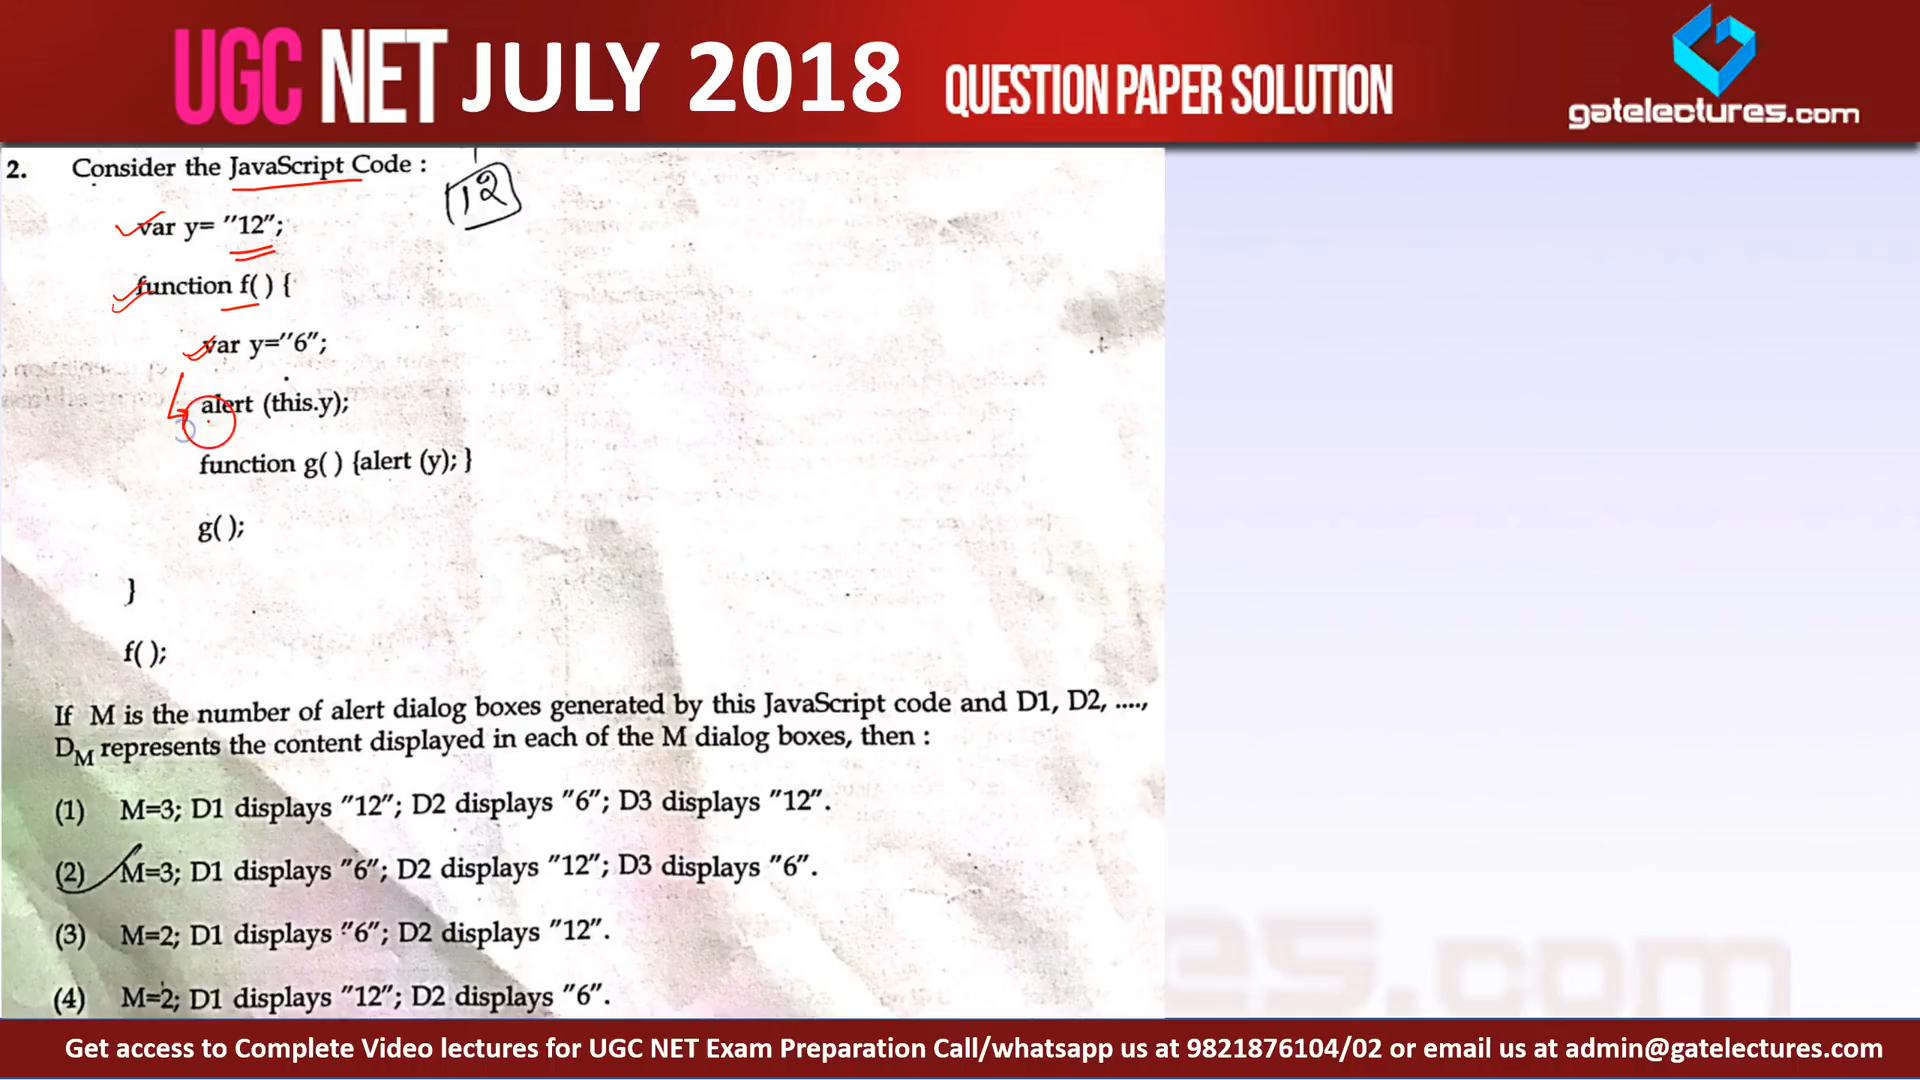 UGC NET JULY 2018 QUESTION PAPER SOLUTION
gatelectures.com
2. Consider the JavaScript Code :
12
var y= "12";
function f( ) {
var y="6";
alert (this.y);
function g( ) {alert (y); }
g( );
}
f( );
If M is the number of alert dialog boxes generated by this JavaScript code and D1, D2, ....,
DM represents the content displayed in each of the M dialog boxes, then :
(1) M=3; D1 displays "12"; D2 displays "6"; D3 displays "12".
(2) M=3; D1 displays "6"; D2 displays "12"; D3 displays "6".
(3) M=2; D1 displays "6"; D2 displays "12".
(4) M=2; D1 displays "12"; D2 displays "6".
es.com
Get access to Complete Video lectures for UGC NET Exam Preparation Call/whatsapp us at 9821876104/02 or email us at admin@gatelectures.com